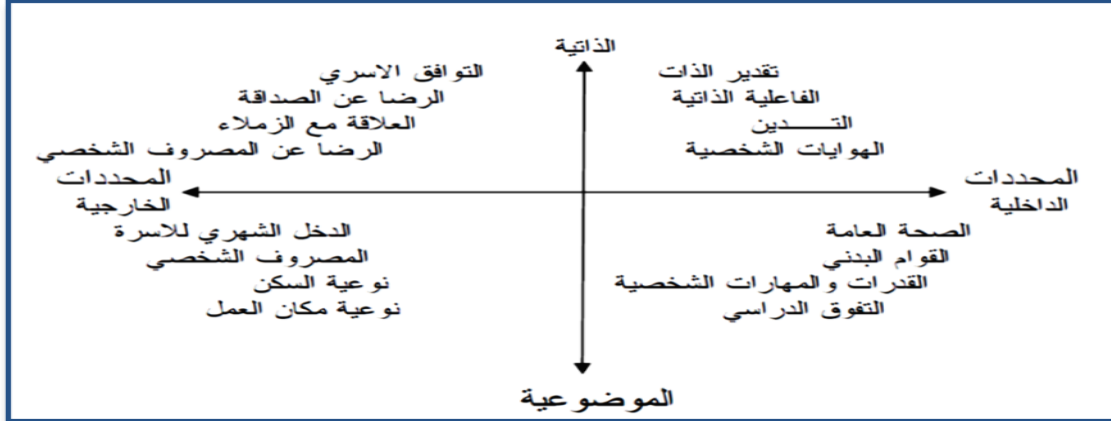 الذاتية
تقدير الذات
الفاعلية الذاتية
التـــــدين
الهوايات الشخصية
التوافق الاسري
الرضا عن الصداقة
العلاقة مع الزملاء
الرضا عن المصروف الشخصي
المحددات
الداخلية
المحددات
الخارجية
الصحة العامة
القوام البدني
القدرات والمهارات الشخصية
التفوق الدراسي
الدخل الشهري للاسرة
المصروف الشخصي
نوعية السكن
نوعية مكان العمل
الموضوعية